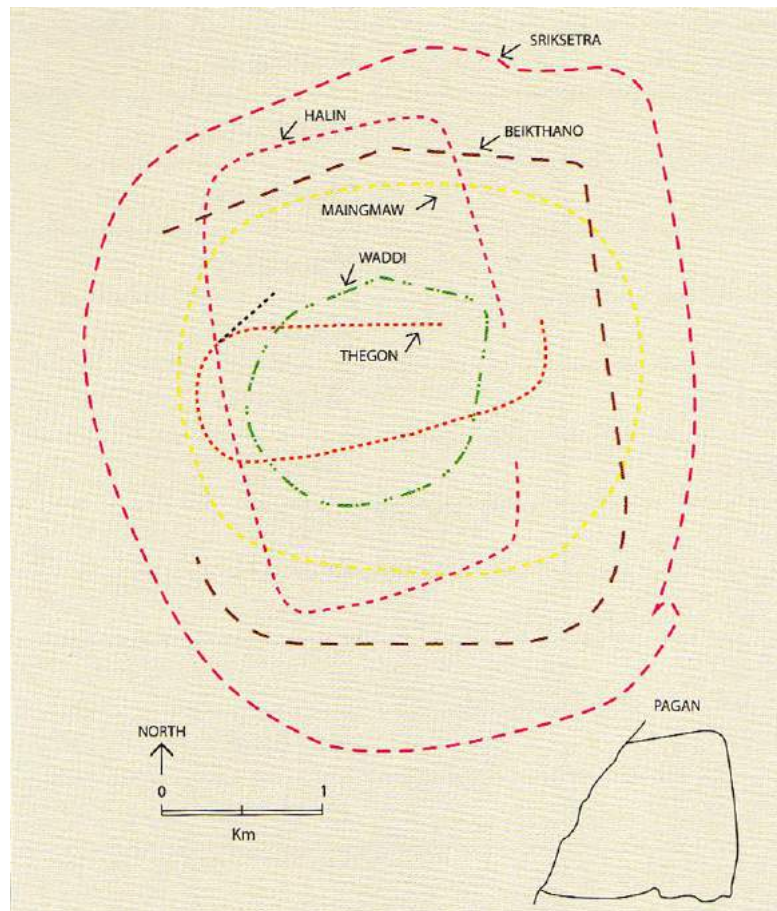 SRIKSETRA
HALIN
BEIKTHANO
MAINGMAW
WADDI
THEGON
PAGAN
NORTH
0 1
Km